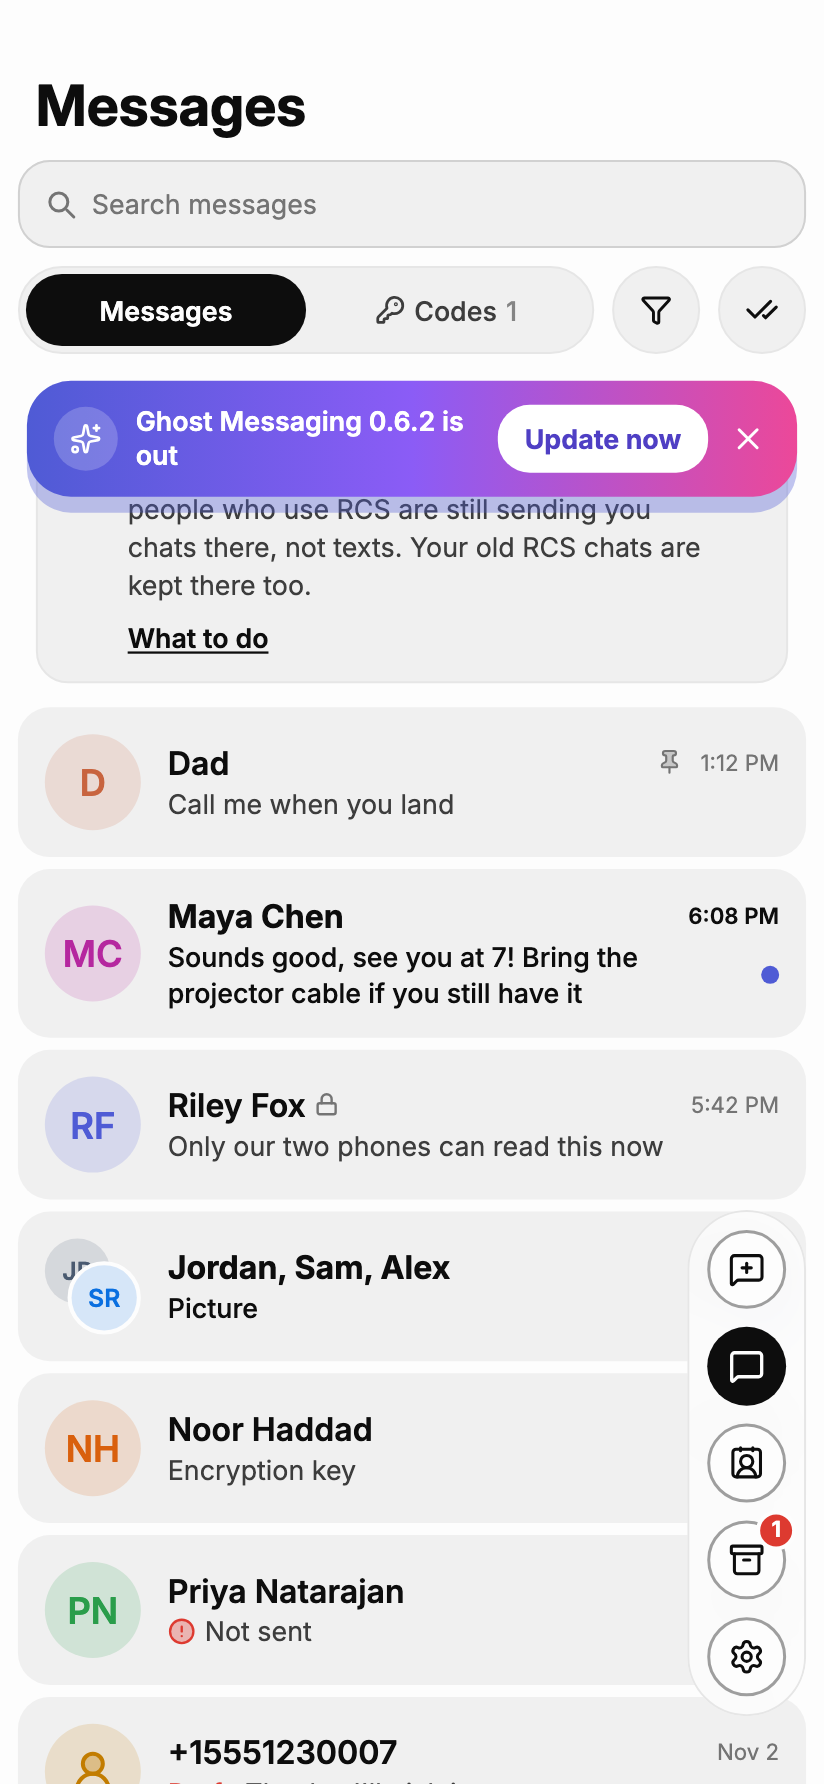 Messages
Search messages
Messages
Codes 1
Ghost Messaging 0.6.2 is
out
Update now
people who use RCS are still sending you
chats there, not texts. Your old RCS chats are
kept there too.
What to do
D
Dad
1:12 PM
Call me when you land
MC
Maya Chen
6:08 PM
Sounds good, see you at 7! Bring the
projector cable if you still have it
RF
Riley Fox
5:42 PM
Only our two phones can read this now
SR
Jordan, Sam, Alex
Picture
NH
Noor Haddad
Encryption key
1
PN
Priya Natarajan
Not sent
+15551230007
Nov 2